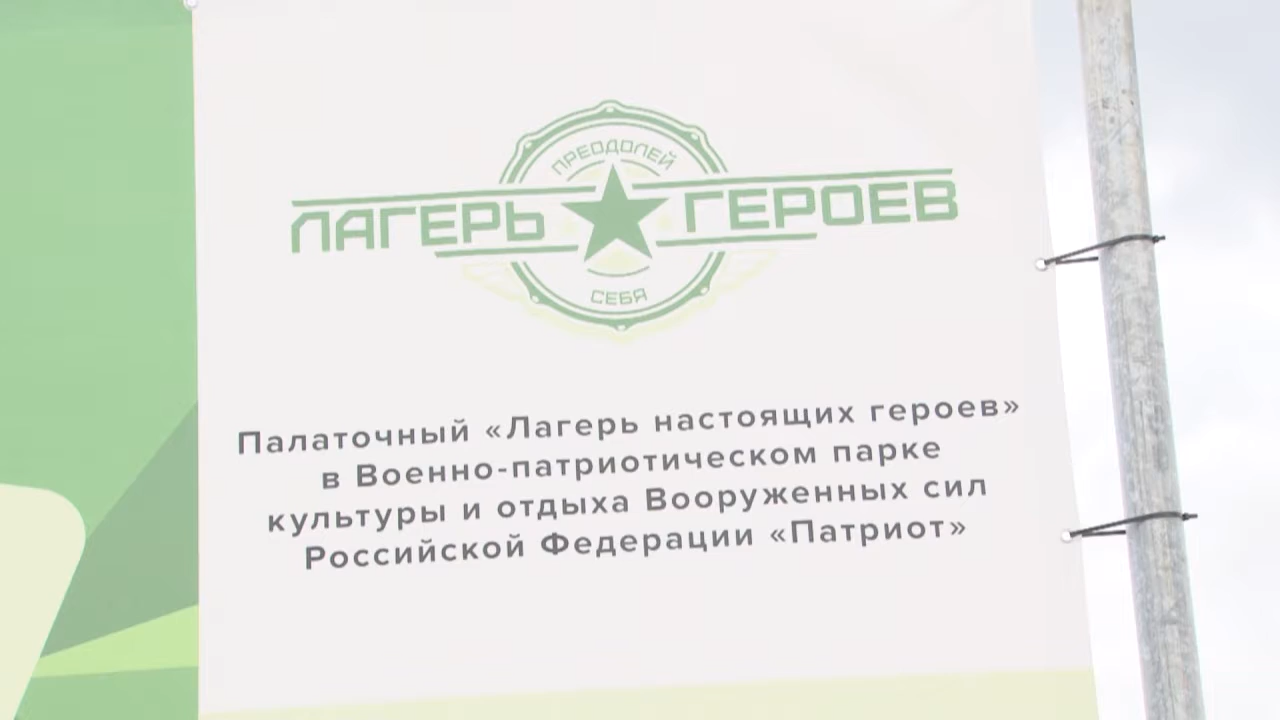 ПРЕОДОЛЕЙ
ЛАГЕРЬ ГЕРОЕВ
СЕБЯ
Палаточный «Лагерь настоящих героев»
в Военно-патриотическом парке
культуры и отдыха Вооруженных сил
Российской Федерации «Патриот»